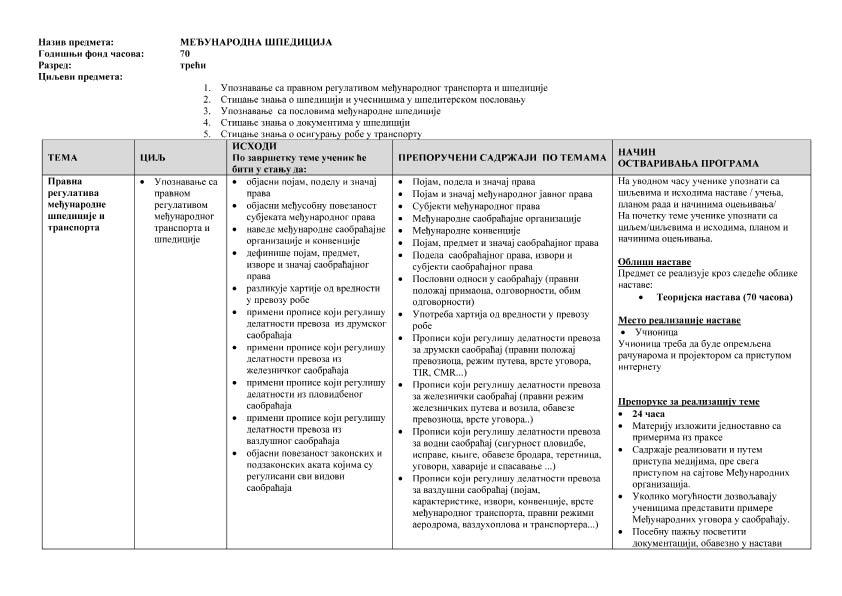 Назив предмета: МЕЂУНАРОДНА ШПЕДИЦИЈА
Годишњи фонд часова: 70
Разред: трећи
Циљеви предмета:
1. Упознавање са правном регулативом међународног транспорта и шпедиције
2. Стицање знања о шпедицији и учесницима у шпедитерском пословању
3. Упознавање са пословима међународне шпедиције
4. Стицање знања о документима у шпедицији
5. Стицање знања о осигурању робе у транспорту
ТЕМА
ЦИЉ
ИСХОДИ
По завршетку теме ученик ће
бити у стању да:
ПРЕПОРУЧЕНИ САДРЖАЈИ ПО ТЕМАМА
НАЧИН
ОСТВАРИВАЊА ПРОГРАМА
Правна
регулатива
међународне
шпедиције и
транспорта
• Упознавање са
правном
регулативом
међународног
транспорта и
шпедиције
• објасни појам, поделу и значај
права
• објасни међусобну повезаност
субјеката међународног права
• наведе међународне саобраћајне
организације и конвенције
• дефинише појам, предмет,
изворе и значај саобраћајног
права
• разликује хартије од вредности
у превозу робе
• примени прописе који регулишу
делатности превоза из друмског
саобраћаја
• примени прописе који регулишу
делатности превоза из
железничког саобраћаја
• примени прописе који регулишу
делатности из пловидбеног
саобраћаја
• примени прописе који регулишу
делатности превоза из
ваздушног саобраћаја
• објасни повезаност законских и
подзаконских аката којима су
регулисани сви видови
саобраћаја
• Појам, подела и значај права
• Појам и значај међународног јавног права
• Субјекти међународног права
• Међународне саобраћајне организације
• Међународне конвенције
• Појам, предмет и значај саобраћајног права
• Подела саобраћајног права, извори и
субјекти саобраћајног права
• Пословни односи у саобраћају (правни
положај примаоца, одговорности, обим
одговорности)
• Употреба хартија од вредности у превозу
робе
• Прописи који регулишу делатности превоза
за друмски саобраћај (правни положај
превозиоца, режим путева, врсте уговора,
TIR, CMR...)
• Прописи који регулишу делатности превоза
за железнички саобраћај (правни режим
железничких путева и возила, обавезе
превозиоца, врсте уговора..)
• Прописи који регулишу делатности превоза
за водни саобраћај (сигурност пловидбе,
исправе, књиге, обавезе бродара, теретница,
уговори, хаварије и спасавање ...)
• Прописи који регулишу делатности превоза
за ваздушни саобраћај (појам,
карактеристике, извори, конвенције, врсте
међународног транспорта, правни режими
аеродрома, ваздухоплова и транспортера...)
На уводном часу ученике упознати са
циљевима и исходима наставе / учења,
планом рада и начинима оцењивања/
На почетку теме ученике упознати са
циљем/циљевима и исходима, планом и
начинима оцењивања.
Облици наставе
Предмет се реализује кроз следеће облике
наставе:
• Теоријска настава (70 часова)
Место реализације наставе
• Учионица
Учионица треба да буде опремљена
рачунарома и пројектором са приступом
интернету
Препоруке за реализацију теме
• 24 часа
• Материју изложити једноставно са
примерима из праксе
• Садржаје реализовати и путем
приступа медијима, пре свега
приступом на сајтове Међународних
организација.
• Уколико могућности дозвољавају
ученицима представити примере
Међународних уговора у саобраћају.
• Посебну пажњу посветити
документацији, обавезно у настави